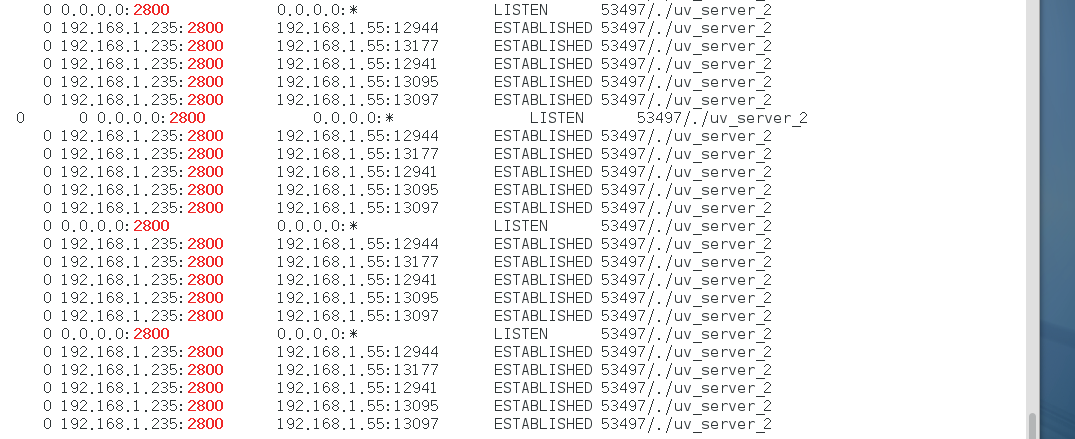 0 0.0.0.0:2800 0.0.0.0:* LISTEN 53497/./uv_server_2
0 192.168.1.235:2800 192.168.1.55:12944 ESTABLISHED 53497/./uv_server_2
0 192.168.1.235:2800 192.168.1.55:13177 ESTABLISHED 53497/./uv_server_2
0 192.168.1.235:2800 192.168.1.55:12941 ESTABLISHED 53497/./uv_server_2
0 192.168.1.235:2800 192.168.1.55:13095 ESTABLISHED 53497/./uv_server_2
0 192.168.1.235:2800 192.168.1.55:13097 ESTABLISHED 53497/./uv_server_2
0 0 0.0.0.0:2800 0.0.0.0:* LISTEN 53497/./uv_server_2
0 192.168.1.235:2800 192.168.1.55:12944 ESTABLISHED 53497/./uv_server_2
0 192.168.1.235:2800 192.168.1.55:13177 ESTABLISHED 53497/./uv_server_2
0 192.168.1.235:2800 192.168.1.55:12941 ESTABLISHED 53497/./uv_server_2
0 192.168.1.235:2800 192.168.1.55:13095 ESTABLISHED 53497/./uv_server_2
0 192.168.1.235:2800 192.168.1.55:13097 ESTABLISHED 53497/./uv_server_2
0 0.0.0.0:2800 0.0.0.0:* LISTEN 53497/./uv_server_2
0 192.168.1.235:2800 192.168.1.55:12944 ESTABLISHED 53497/./uv_server_2
0 192.168.1.235:2800 192.168.1.55:13177 ESTABLISHED 53497/./uv_server_2
0 192.168.1.235:2800 192.168.1.55:12941 ESTABLISHED 53497/./uv_server_2
0 192.168.1.235:2800 192.168.1.55:13095 ESTABLISHED 53497/./uv_server_2
0 192.168.1.235:2800 192.168.1.55:13097 ESTABLISHED 53497/./uv_server_2
0 0.0.0.0:2800 0.0.0.0:* LISTEN 53497/./uv_server_2
0 192.168.1.235:2800 192.168.1.55:12944 ESTABLISHED 53497/./uv_server_2
0 192.168.1.235:2800 192.168.1.55:13177 ESTABLISHED 53497/./uv_server_2
0 192.168.1.235:2800 192.168.1.55:12941 ESTABLISHED 53497/./uv_server_2
0 192.168.1.235:2800 192.168.1.55:13095 ESTABLISHED 53497/./uv_server_2
0 192.168.1.235:2800 192.168.1.55:13097 ESTABLISHED 53497/./uv_server_2